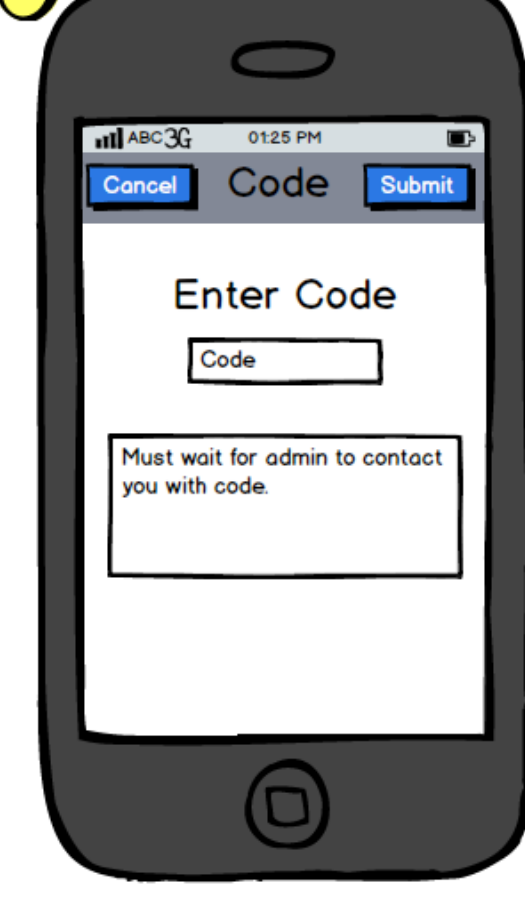 ABC 3G 01:25 PM
Cancel Code Submit
Enter Code
Code
Must wait for admin to contact
you with code.